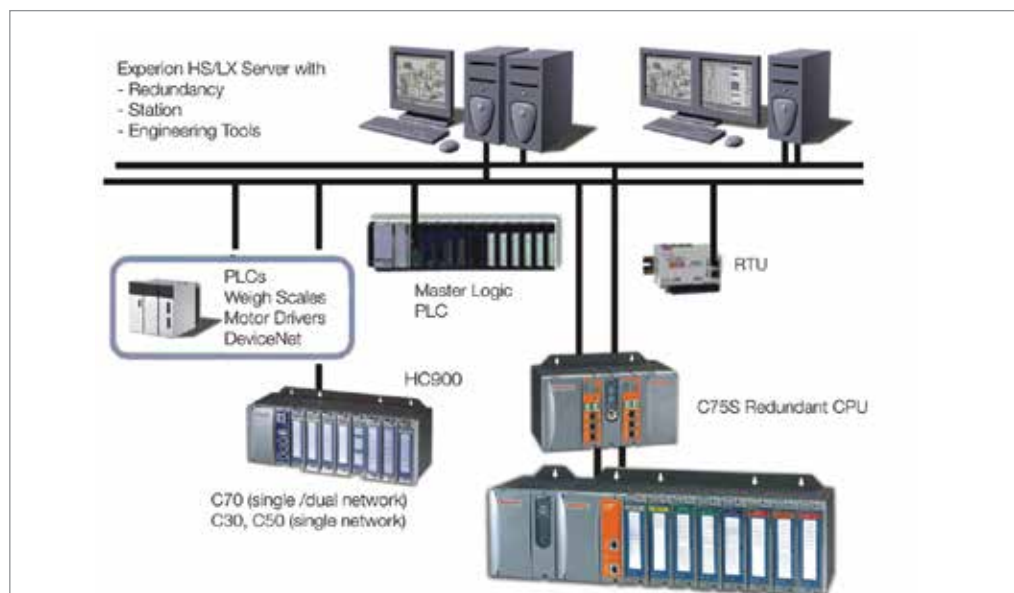 Experion HS/LX Server with
- Redundancy
- Station
- Engineering Tools
PLCs
Weigh Scales
Motor Drivers
DeviceNet
Master Logic
PLC
RTU
HC900
C75S Redundant CPU
C70 (single /dual network)
C30, C50 (single network)